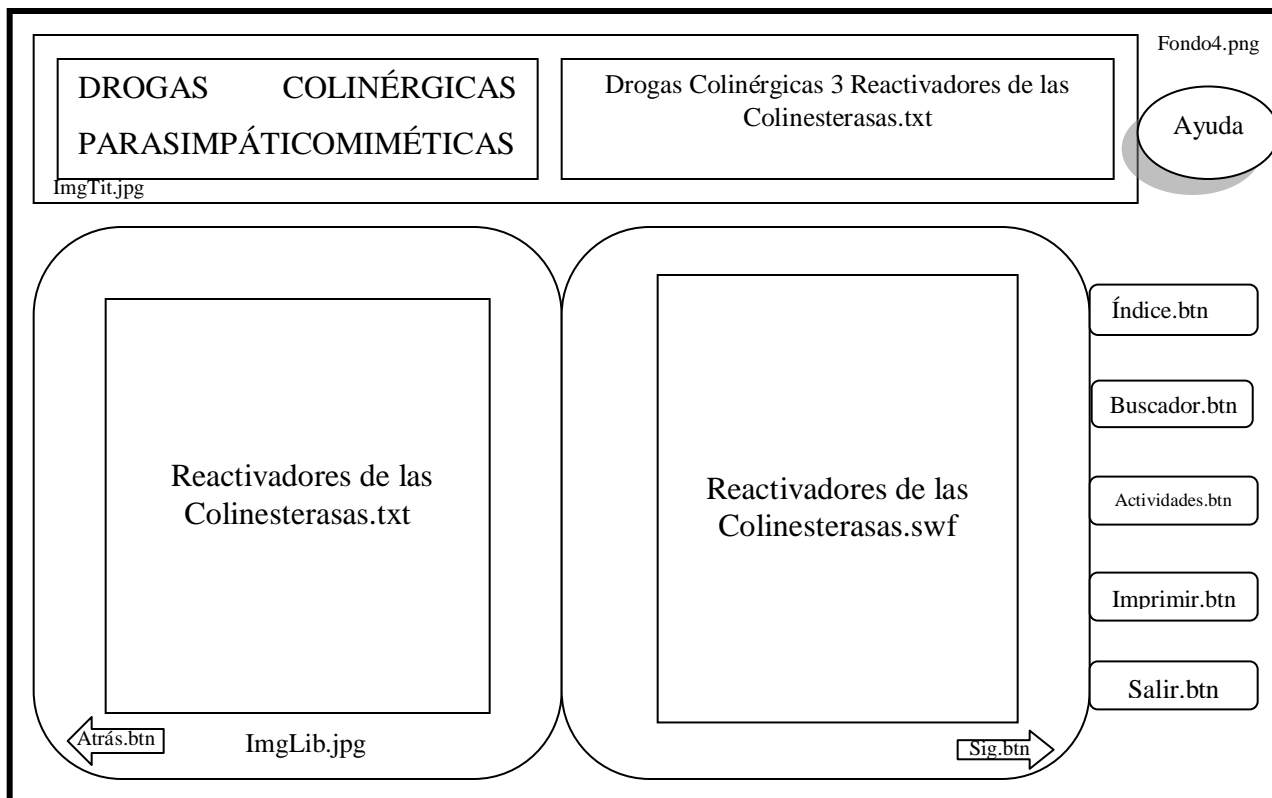 Fondo4.png
DROGAS COLINÉRGICAS
PARASIMPÁTICOMIMÉTICAS
ImgTit.jpg
Drogas Colinérgicas 3 Reactivadores de las
Colinesterasas.txt
Ayuda
Reactivadores de las
Colinesterasas.txt
Reactivadores de las
Colinesterasas.swf
Índice.btn
Buscador.btn
Actividades.btn
Imprimir.btn
Salir.btn
Atrás.btn
ImgLib.jpg
Sig.btn